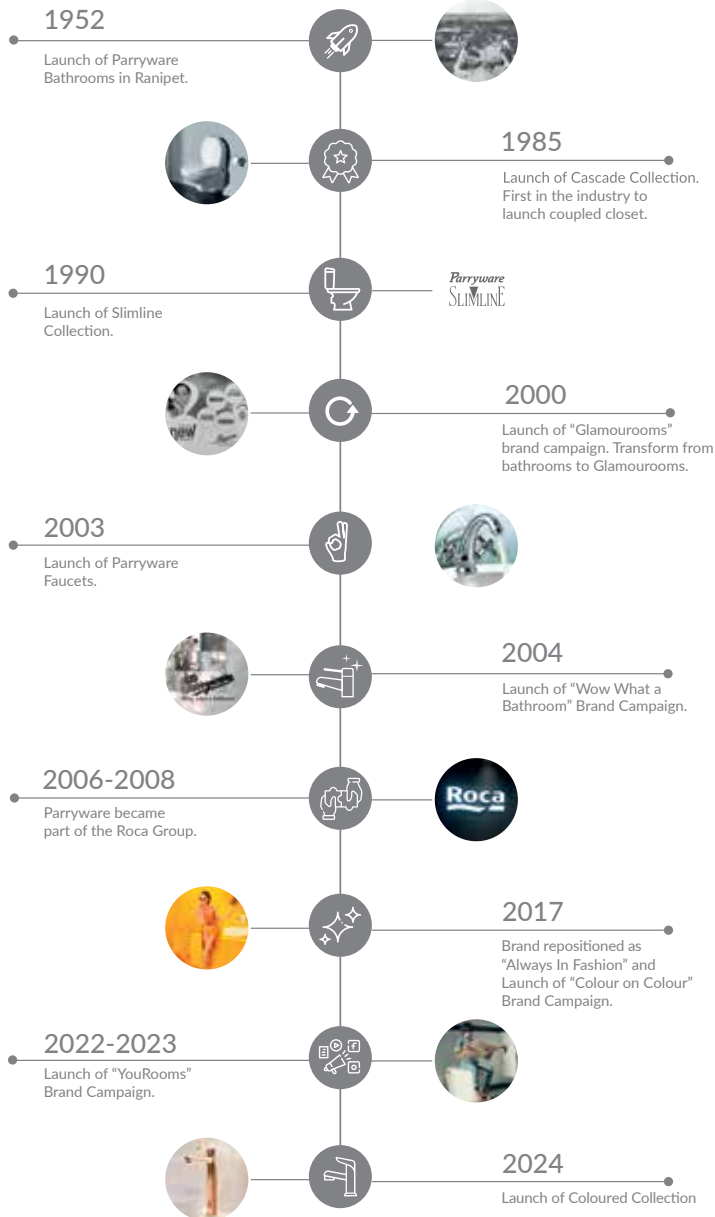 1952
Launch of Parryware
Bathrooms in Ranipet.
1985
Launch of Cascade Collection.
First in the industry to
launch coupled closet.
1990
Launch of Slimline
Collection.
Parryware
SLIMLINE
2000
Launch of “Glamourooms”
brand campaign. Transform from
bathrooms to Glamourooms.
new
2003
Launch of Parryware
Faucets.
2004
Launch of “Wow What a
Bathroom” Brand Campaign.
2006-2008
Parryware became
part of the Roca Group.
Roca
2017
Brand repositioned as
“Always In Fashion” and
Launch of “Colour on Colour”
Brand Campaign.
2022-2023
Launch of “YouRooms”
Brand Campaign.
2024
Launch of Coloured Collection